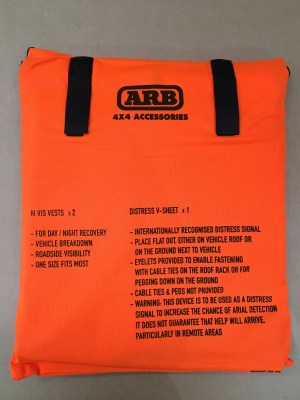 ARB
4X4 ACCESSORIES
H VIS VESTS x 2
- FOR DAY / NIGHT RECOVERY
- VEHICLE BREAKDOWN
- ROADSIDE VISIBILITY
- ONE SIZE FITS MOST
DISTRESS V-SHEET x 1
- INTERNATIONALLY RECOGNISED DISTRESS SIGNAL
- PLACE FLAT OUT, EITHER ON VEHICLE ROOF OR
ON THE GROUND NEXT TO VEHICLE
- EYELETS PROVIDED TO ENABLE FASTENING
WITH CABLE TIES ON THE ROOF RACK OR FOR
PEGGING DOWN ON THE GROUND
- CABLE TIES & PEGS NOT PROVIDED
- WARNING: THIS DEVICE IS TO BE USED AS A DISTRESS
SIGNAL TO INCREASE THE CHANCE OF ARIAL DETECTION
IT DOES NOT GUARANTEE THAT HELP WILL ARRIVE,
PARTICULARLY IN REMOTE AREAS